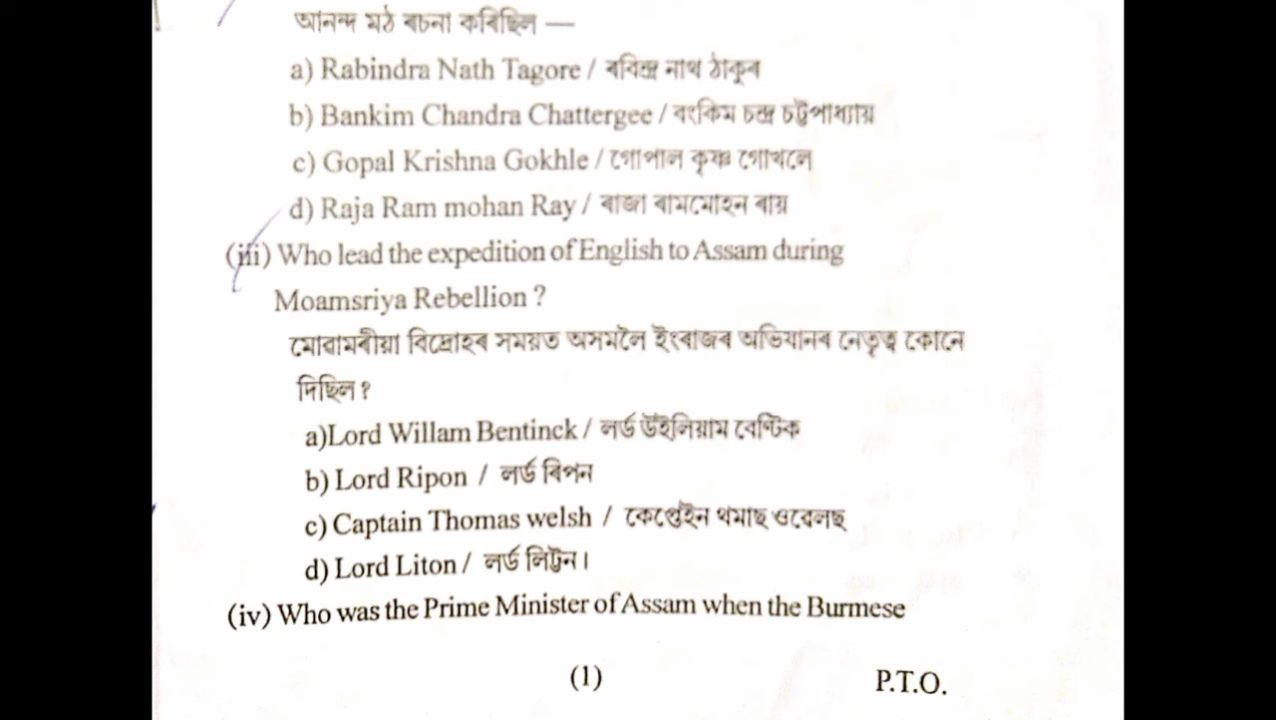 আনন্দ মঠ ৰচনা কৰিছিল —
a) Rabindra Nath Tagore / ৰবিন্দ্ৰ নাথ ঠাকুৰ
b) Bankim Chandra Chattergee / বংকিম চন্দ্ৰ চট্টপাধ্যায়
c) Gopal Krishna Gokhle / গোপাল কৃষ্ণ গোখলে
d) Raja Ram mohan Ray / ৰাজা ৰামমোহন ৰায়
(iii) Who lead the expedition of English to Assam during
Moamsriya Rebellion ?
মোৱামৰীয়া বিদ্ৰোহৰ সময়ত অসমলৈ ইংৰাজৰ অভিযানৰ নেতৃত্ব কোনে
দিছিল ?
a)Lord Willam Bentinck / লৰ্ড উইলিয়াম বেণ্টিক
b) Lord Ripon / লৰ্ড ৰিপন
c) Captain Thomas welsh / কেপ্তেইন থমাছ ওৱেলছ
d) Lord Liton / লৰ্ড লিট্টন।
(iv) Who was the Prime Minister of Assam when the Burmese
(1) P.T.O.